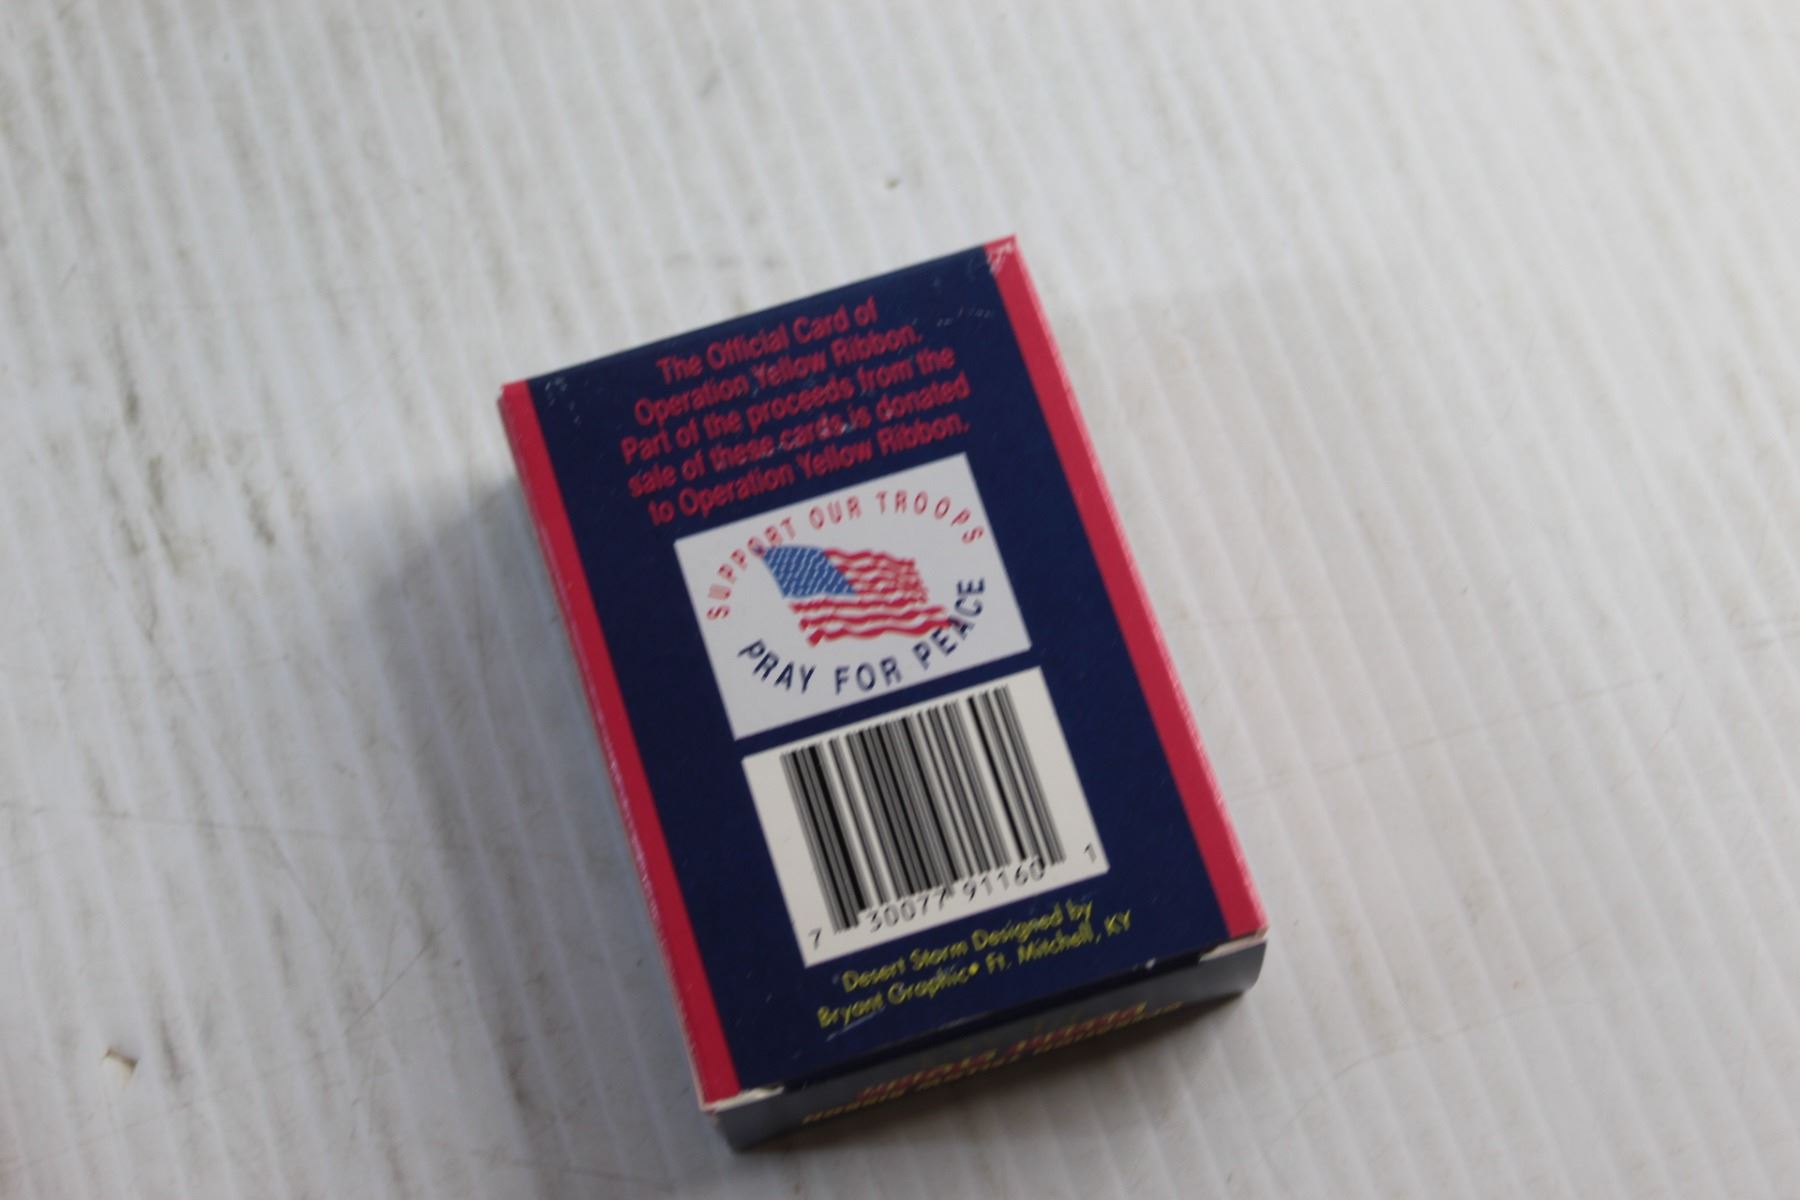 The Official Card of
Operation Yellow Ribbon.
Part of the proceeds from the
sale of these cards is donated
to Operation Yellow Ribbon.
SUPPORT OUR TROOPS
PRAY FOR PEACE
7 30077 91160 1
Desert Storm Designed by
Bryant Graphic• Ft. Mitchell, KY